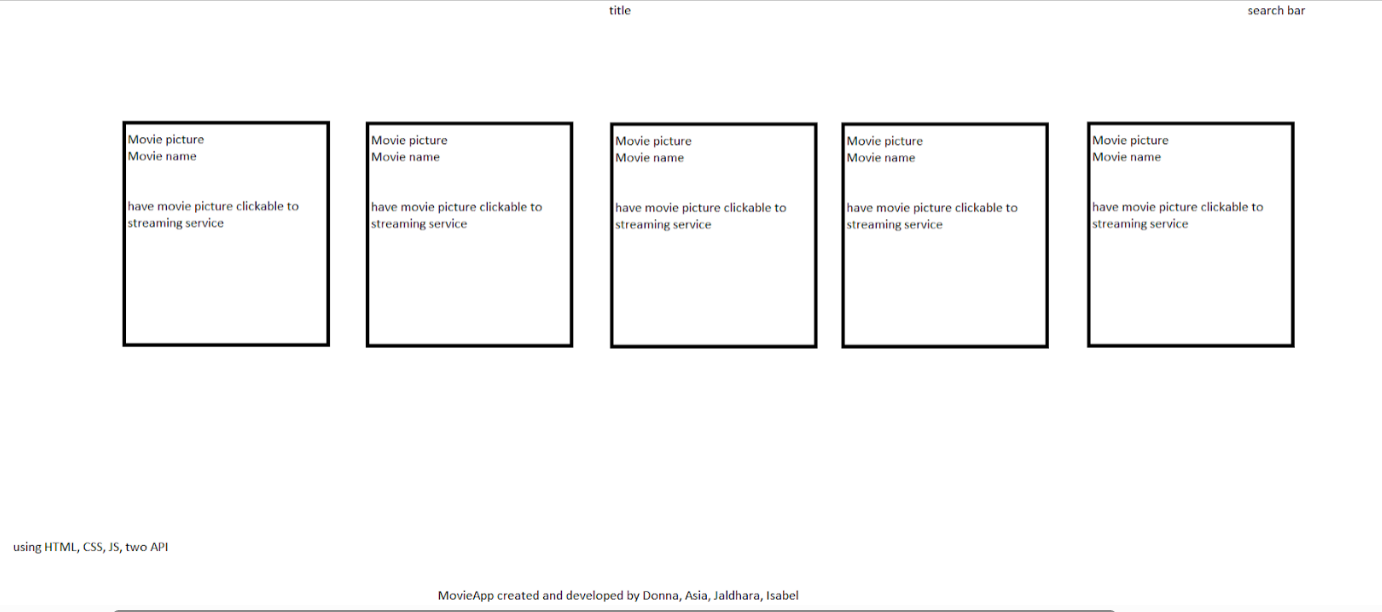 title
search bar
Movie picture
Movie name
have movie picture clickable to
streaming service
Movie picture
Movie name
have movie picture clickable to
streaming service
Movie picture
Movie name
have movie picture clickable to
streaming service
Movie picture
Movie name
have movie picture clickable to
streaming service
Movie picture
Movie name
have movie picture clickable to
streaming service
using HTML, CSS, JS, two API
MovieApp created and developed by Donna, Asia, Jaldhara, Isabel